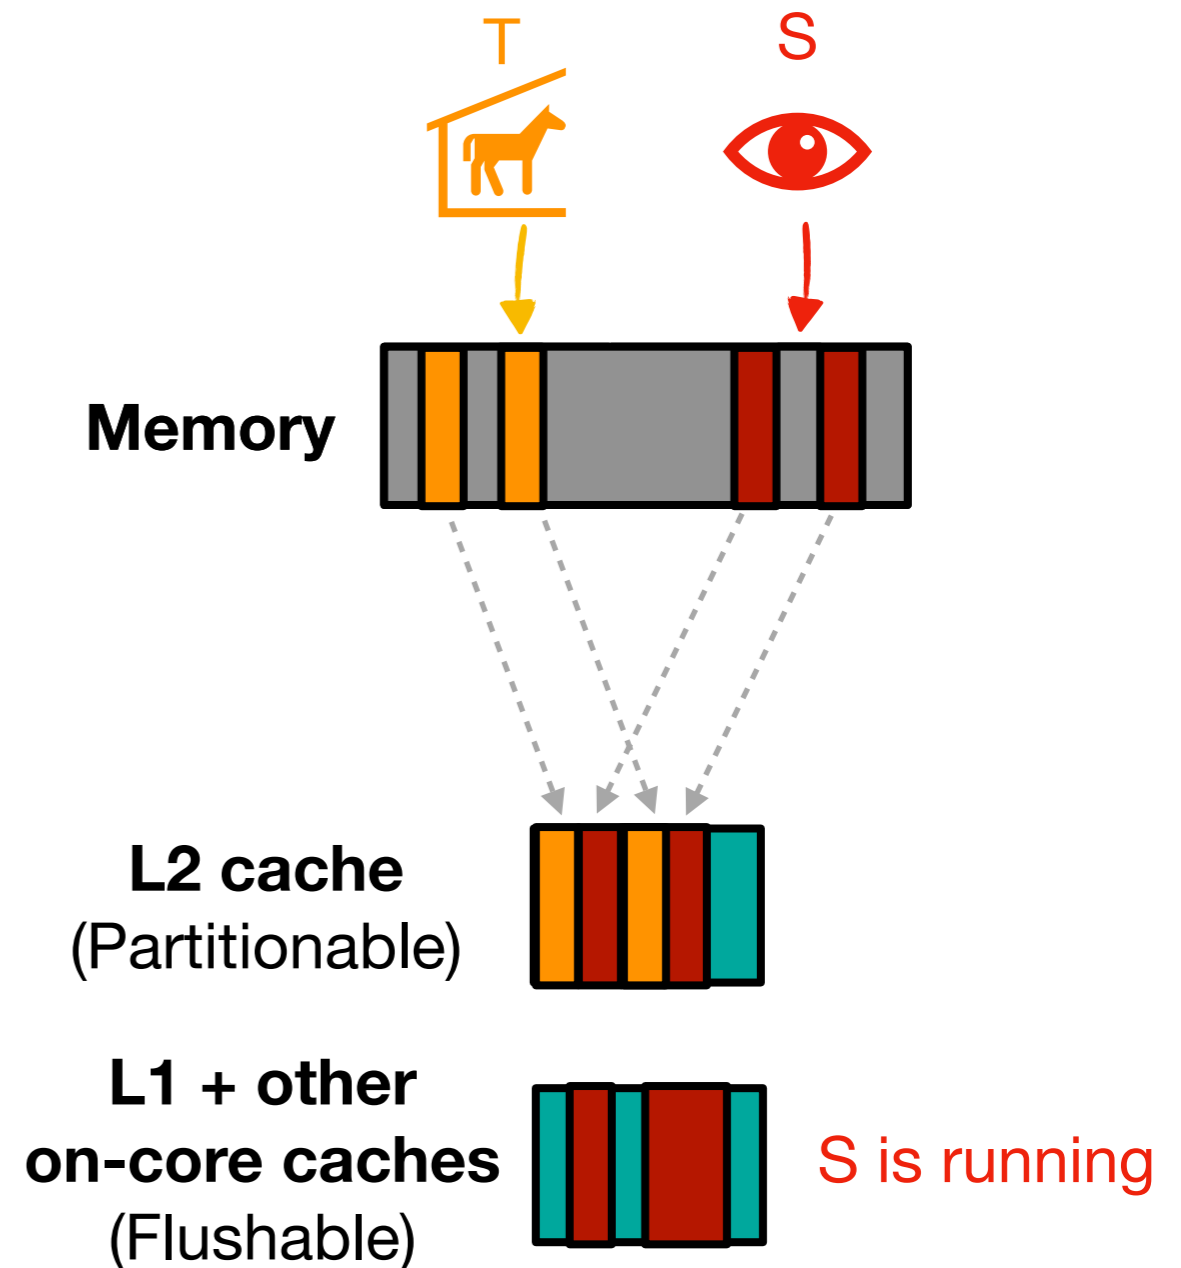 T
S
Memory
L2 cache
(Partitionable)
L1 + other
on-core caches
(Flushable)
S is running